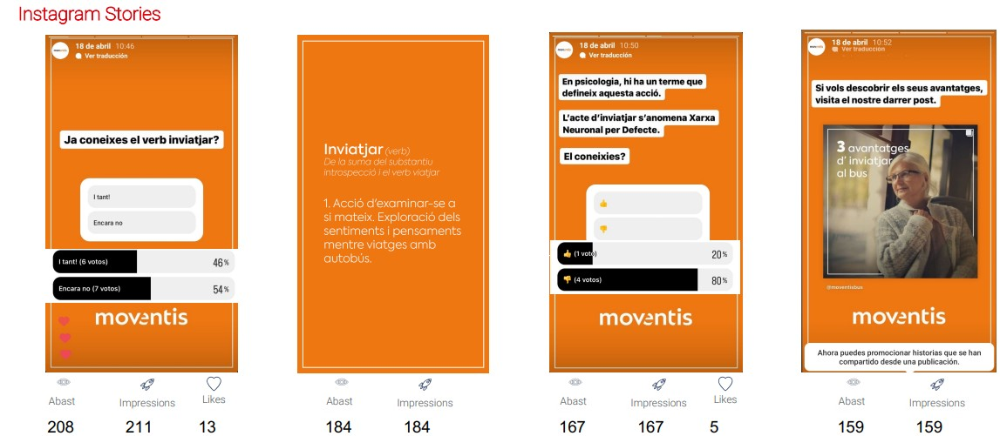 Instagram Stories
moventis
18 de abril 10:46
Ver traducción
Ja coneixes el verb inviatjar?
I tant!
Encara no
I tant! (6 votos) 46%
Encara no (7 votos) 54%
moventis
Abast Impressions Likes
208 211 13
Inviatjar (verb)
De la suma del substantiu
introspecció i el verb viatjar
1. Acció d'examinar-se a
si mateix. Exploració dels
sentiments i pensaments
mentre viatges amb
autobús.
Abast Impressions
184 184
moventis
18 de abril 10:50
Ver traducción
En psicologia, hi ha un terme que
defineix aquesta acció.
L'acte d'inviatjar s'anomena Xarxa
Neuronal per Defecte.
El coneixies?
👍
👎
👍 (1 voto) 20%
👎 (4 votos) 80%
moventis
Abast Impressions Likes
167 167 5
moventis
18 de abril 10:52
Ver traducción
Si vols descobrir els seus avantatges,
visita el nostre darrer post.
3 avantatges
d' inviatjar
al bus
@moventisbus
moventis
Ahora puedes promocionar historias que se han
compartido desde una publicación.
Abast Impressions
159 159